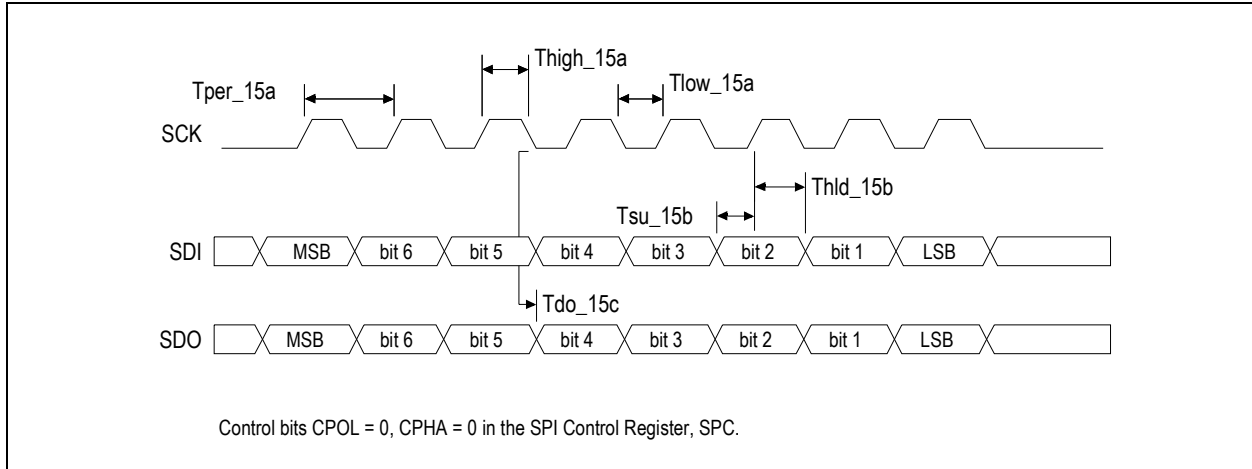 Thigh_15a
Tper_15a
Tlow_15a
SCK
Thld_15b
Tsu_15b
SDI MSB bit 6 bit 5 bit 4 bit 3 bit 2 bit 1 LSB
Tdo_15c
SDO MSB bit 6 bit 5 bit 4 bit 3 bit 2 bit 1 LSB
Control bits CPOL = 0, CPHA = 0 in the SPI Control Register, SPC.